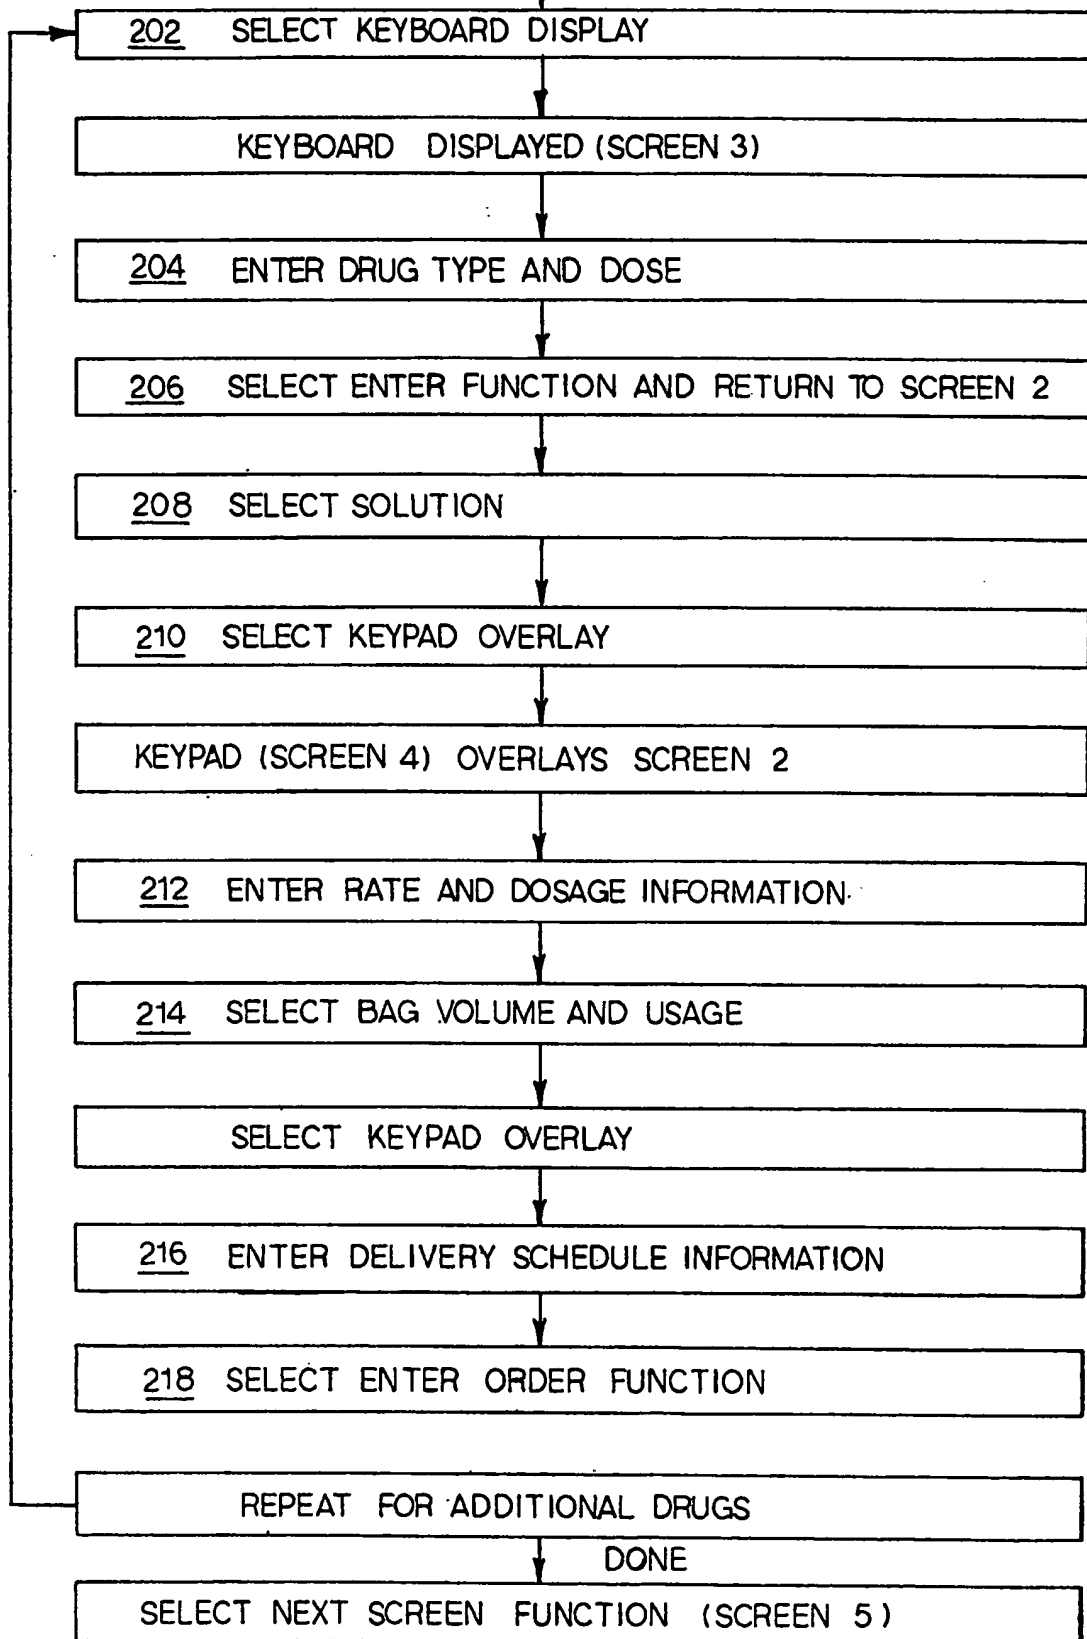 202 SELECT KEYBOARD DISPLAY
KEYBOARD DISPLAYED (SCREEN 3)
204 ENTER DRUG TYPE AND DOSE
206 SELECT ENTER FUNCTION AND RETURN TO SCREEN 2
208 SELECT SOLUTION
210 SELECT KEYPAD OVERLAY
KEYPAD (SCREEN 4) OVERLAYS SCREEN 2
212 ENTER RATE AND DOSAGE INFORMATION
214 SELECT BAG VOLUME AND USAGE
SELECT KEYPAD OVERLAY
216 ENTER DELIVERY SCHEDULE INFORMATION
218 SELECT ENTER ORDER FUNCTION
REPEAT FOR ADDITIONAL DRUGS
DONE
SELECT NEXT SCREEN FUNCTION (SCREEN 5)